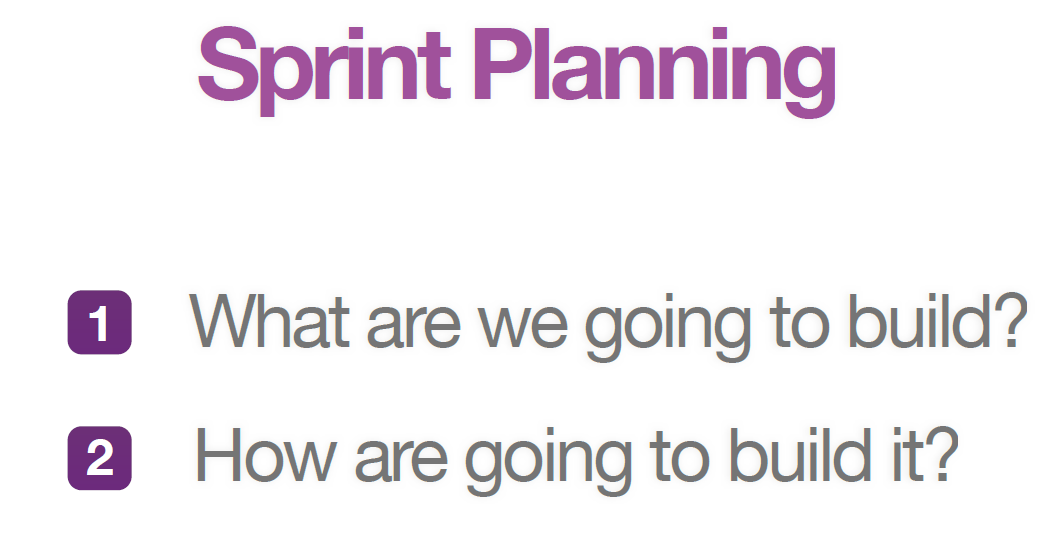 Sprint Planning
1 What are we going to build?
2 How are going to build it?